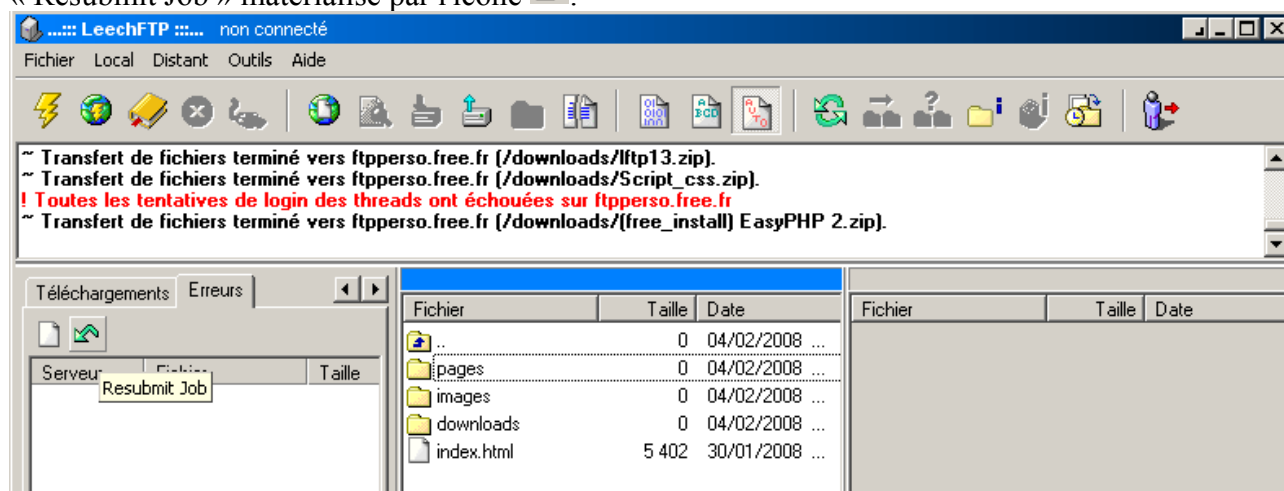 « Resubmit Job » matérialisé par l'icône .
...::: LeechFTP :::... non connecté
Fichier Local Distant Outils Aide
~ Transfert de fichiers terminé vers ftpperso.free.fr (/downloads/lftp13.zip).
~ Transfert de fichiers terminé vers ftpperso.free.fr (/downloads/Script_css.zip).
! Toutes les tentatives de login des threads ont échouées sur ftpperso.free.fr
~ Transfert de fichiers terminé vers ftpperso.free.fr (/downloads/(free_install) EasyPHP 2.zip).
Téléchargements Erreurs
Serveur Fichier Taille
Resubmit Job
Fichier Taille Date
.. 0 04/02/2008 ...
pages 0 04/02/2008 ...
images 0 04/02/2008 ...
downloads 0 04/02/2008 ...
index.html 5 402 30/01/2008 ...
Fichier Taille Date